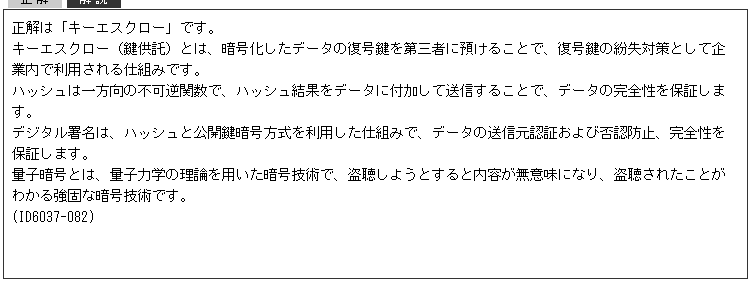 正解 解説
正解は「キーエスクロー」です。
キーエスクロー（鍵供託）とは、暗号化したデータの復号鍵を第三者に預けることで、復号鍵の紛失対策として企
業内で利用される仕組みです。
ハッシュは一方向の不可逆関数で、ハッシュ結果をデータに付加して送信することで、データの完全性を保証しま
す。
デジタル署名は、ハッシュと公開鍵暗号方式を利用した仕組みで、データの送信元認証および否認防止、完全性を
保証します。
量子暗号とは、量子力学の理論を用いた暗号技術で、盗聴しようとすると内容が無意味になり、盗聴されたことが
わかる強固な暗号技術です。
(ID6037-082)